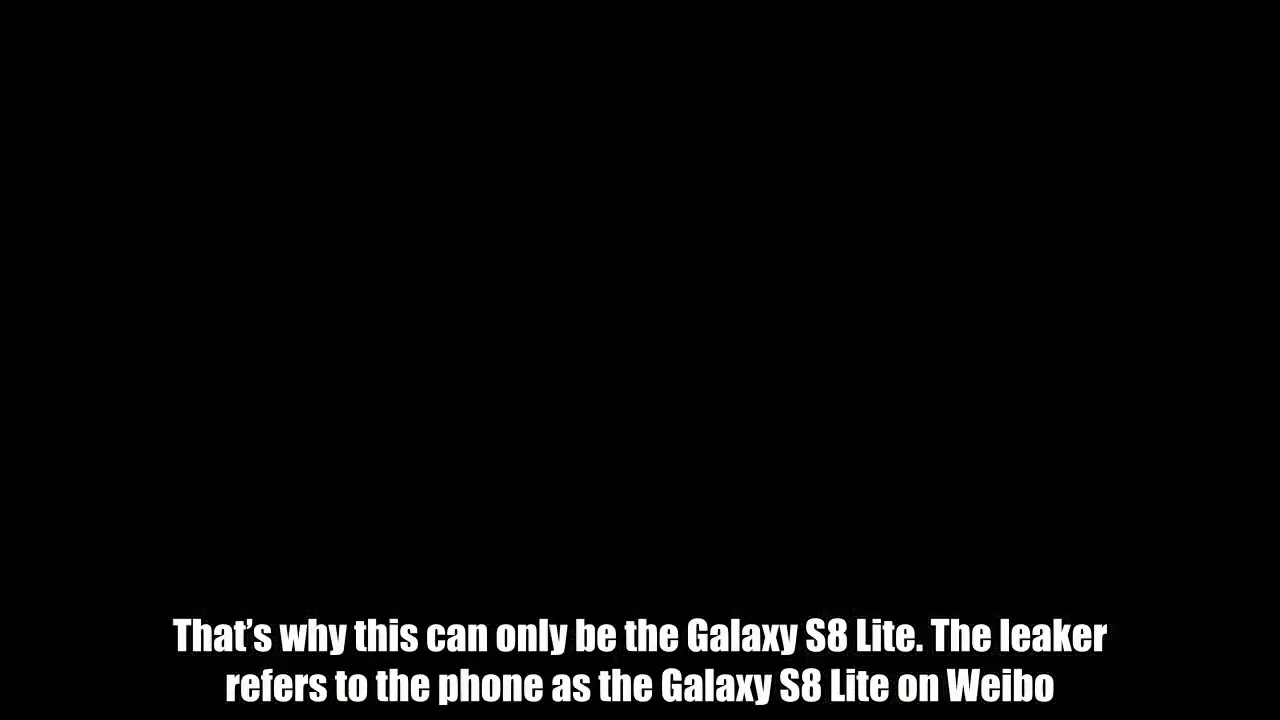 That’s why this can only be the Galaxy S8 Lite. The leaker
refers to the phone as the Galaxy S8 Lite on Weibo